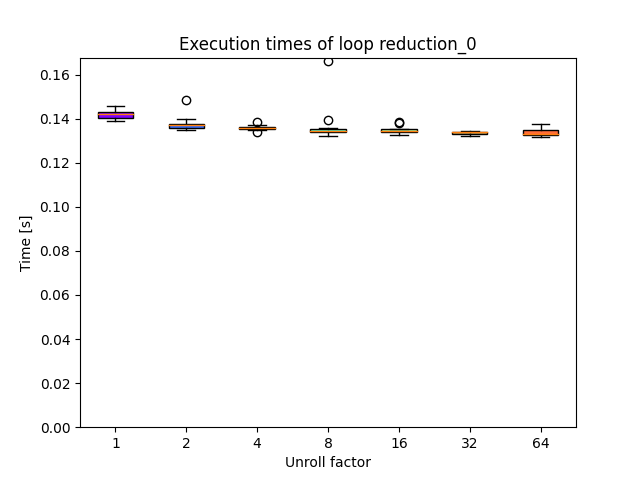 Execution times of loop reduction_0
0.16
0.14
0.12
0.10
0.08
0.06
0.04
0.02
0.00
Time [s]
1 2 4 8 16 32 64
Unroll factor